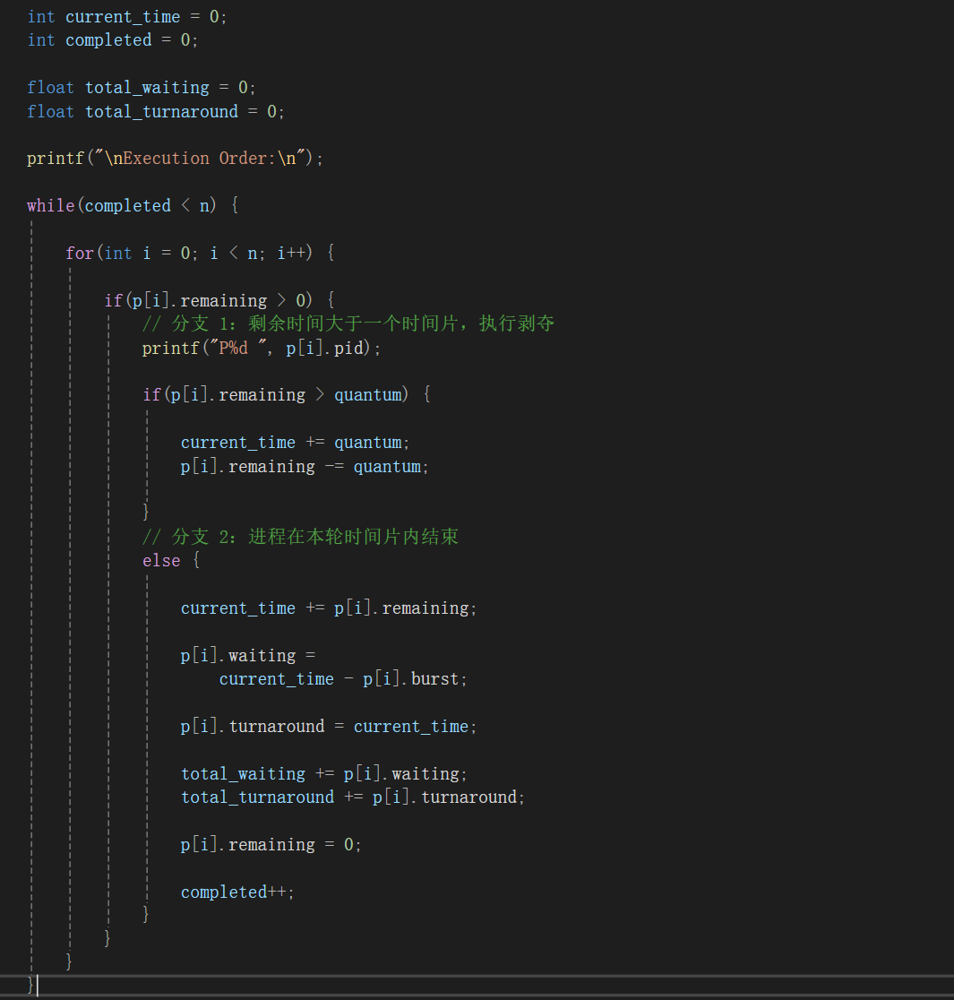 int current_time = 0;
int completed = 0;
float total_waiting = 0;
float total_turnaround = 0;
printf("\nExecution Order:\n");
while(completed < n) {
for(int i = 0; i < n; i++) {
if(p[i].remaining > 0) {
// 分支 1：剩余时间大于一个时间片，执行剥夺
printf("P%d ", p[i].pid);
if(p[i].remaining > quantum) {
current_time += quantum;
p[i].remaining -= quantum;
}
// 分支 2：进程在本轮时间片内结束
else {
current_time += p[i].remaining;
p[i].waiting =
current_time - p[i].burst;
p[i].turnaround = current_time;
total_waiting += p[i].waiting;
total_turnaround += p[i].turnaround;
p[i].remaining = 0;
completed++;
}
}
}
}